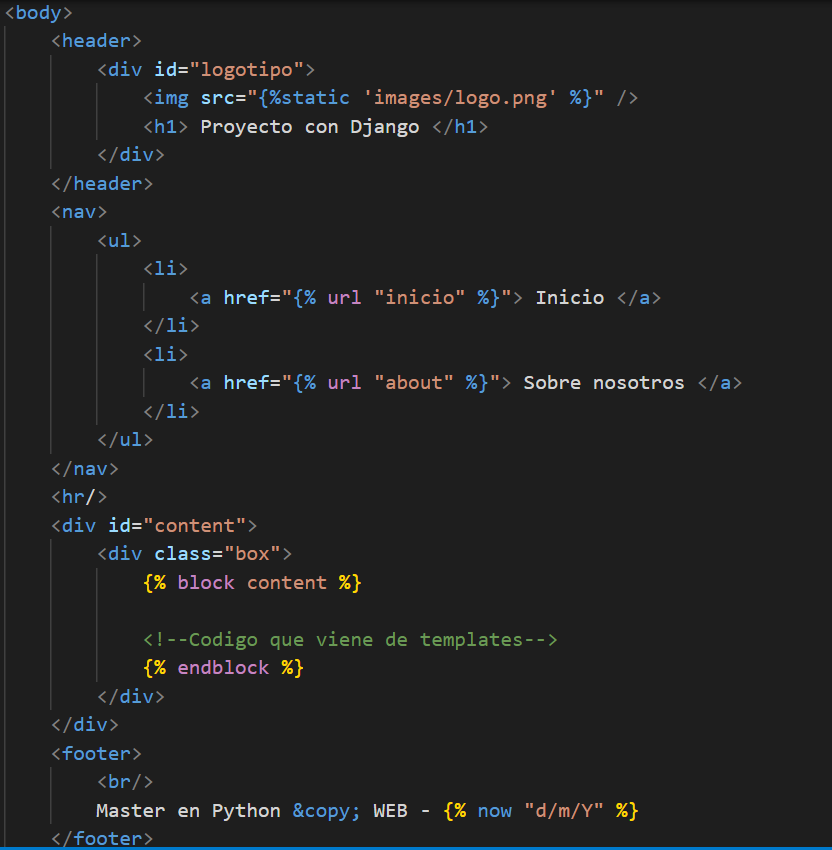 <body>
<header>
<div id="logotipo">
<img src="{%static 'images/logo.png' %}" />
<h1> Proyecto con Django </h1>
</div>
</header>
<nav>
<ul>
<li>
<a href="{% url "inicio" %}"> Inicio </a>
</li>
<li>
<a href="{% url "about" %}"> Sobre nosotros </a>
</li>
</ul>
</nav>
<hr/>
<div id="content">
<div class="box">
{% block content %}
<!--Codigo que viene de templates-->
{% endblock %}
</div>
</div>
<footer>
<br/>
Master en Python &copy; WEB - {% now "d/m/Y" %}
</footer>